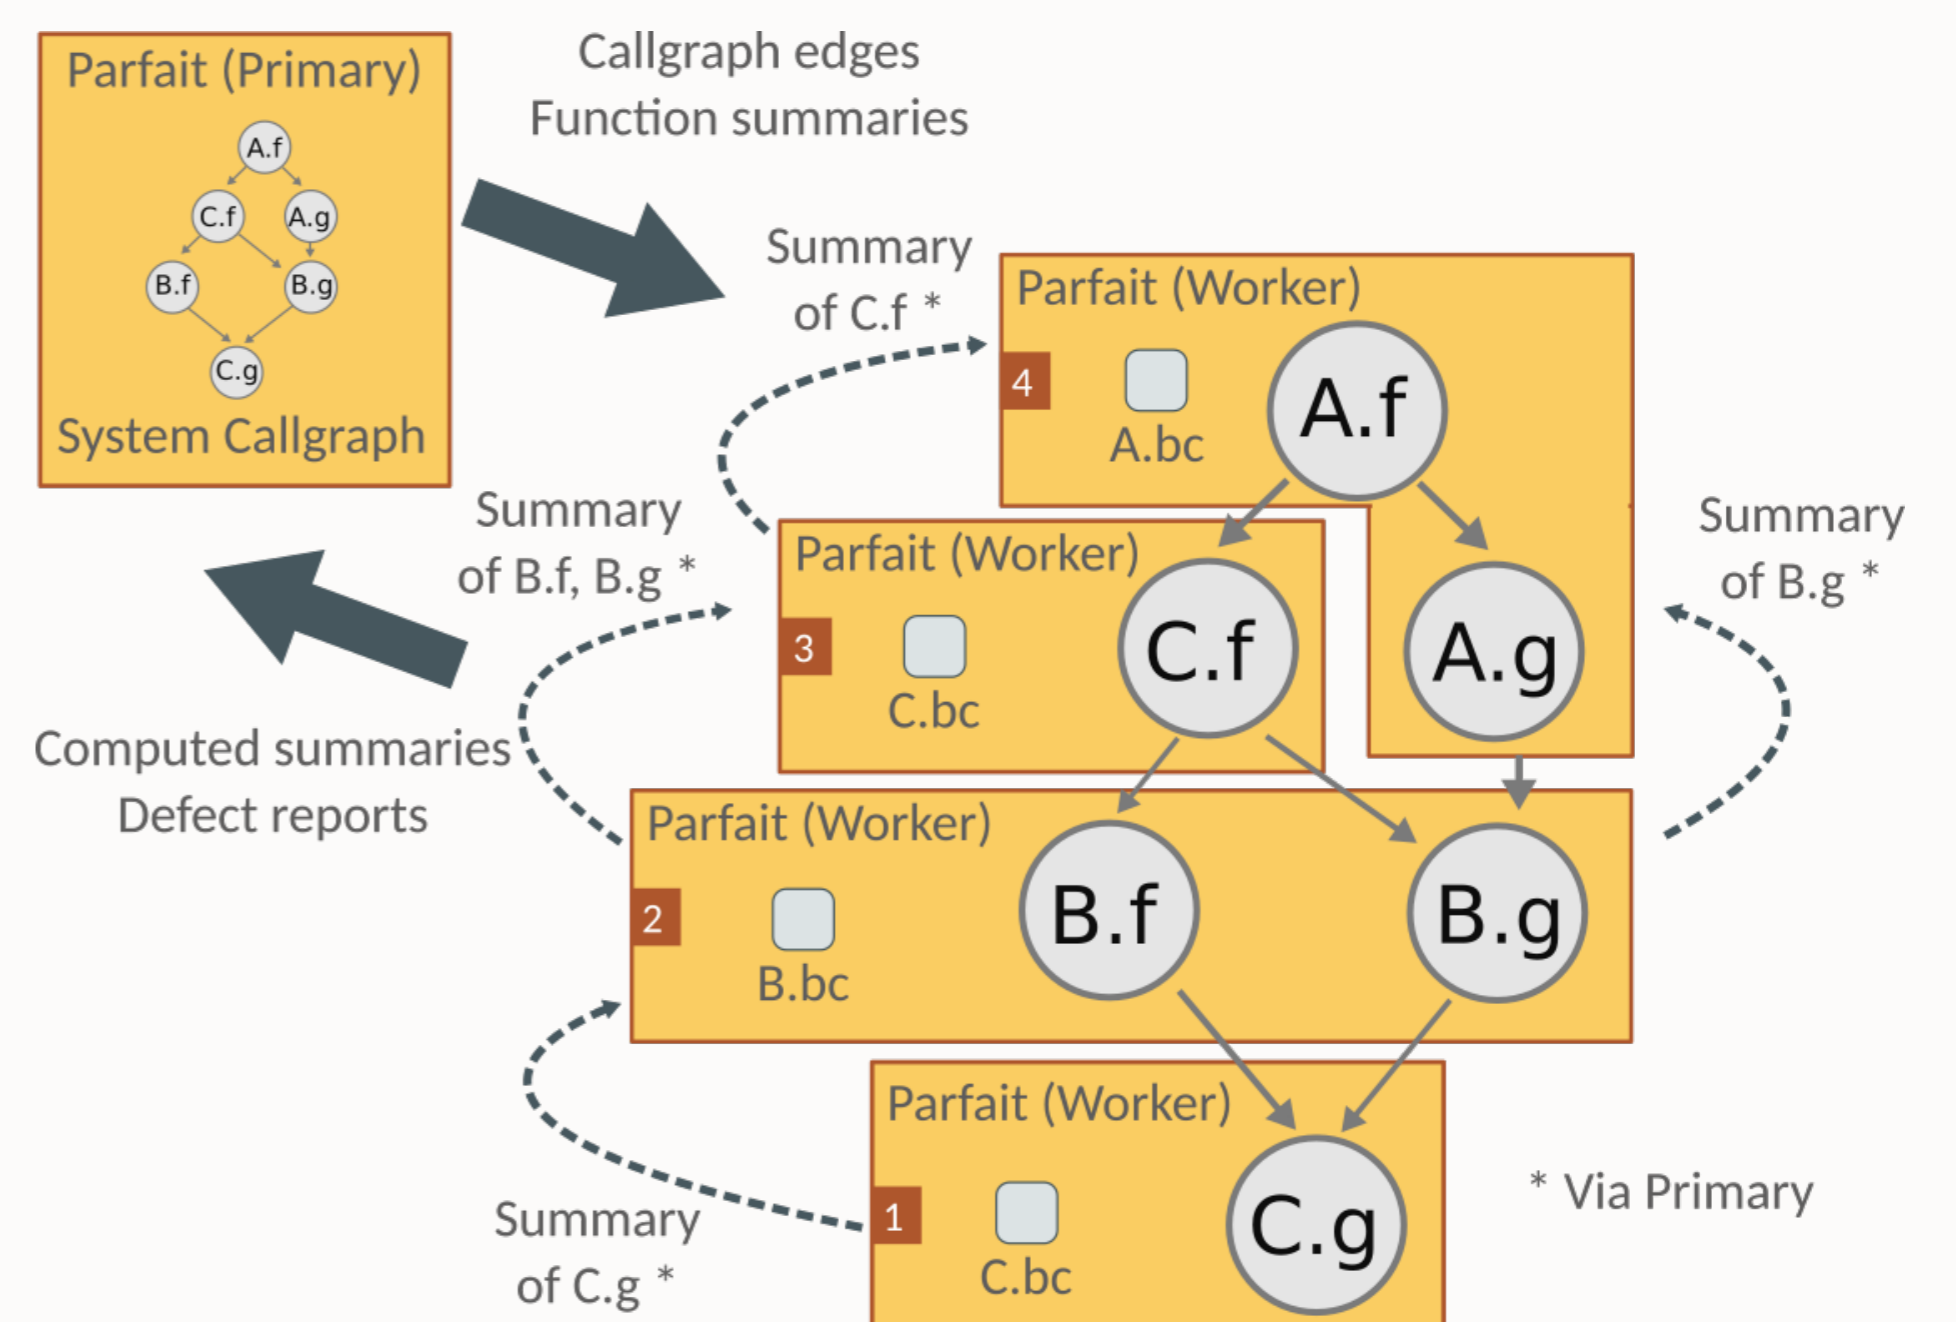 Parfait (Primary)
A.f
C.f
A.g
B.f
B.g
C.g
System Callgraph
Callgraph edges
Function summaries
Summary
of C.f *
Parfait (Worker)
4
A.bc
A.f
A.g
Summary
of B.f, B.g *
Parfait (Worker)
3
C.bc
C.f
Summary
of B.g *
Computed summaries
Defect reports
Parfait (Worker)
2
B.bc
B.f
B.g
Parfait (Worker)
1
C.bc
C.g
Summary
of C.g *
* Via Primary